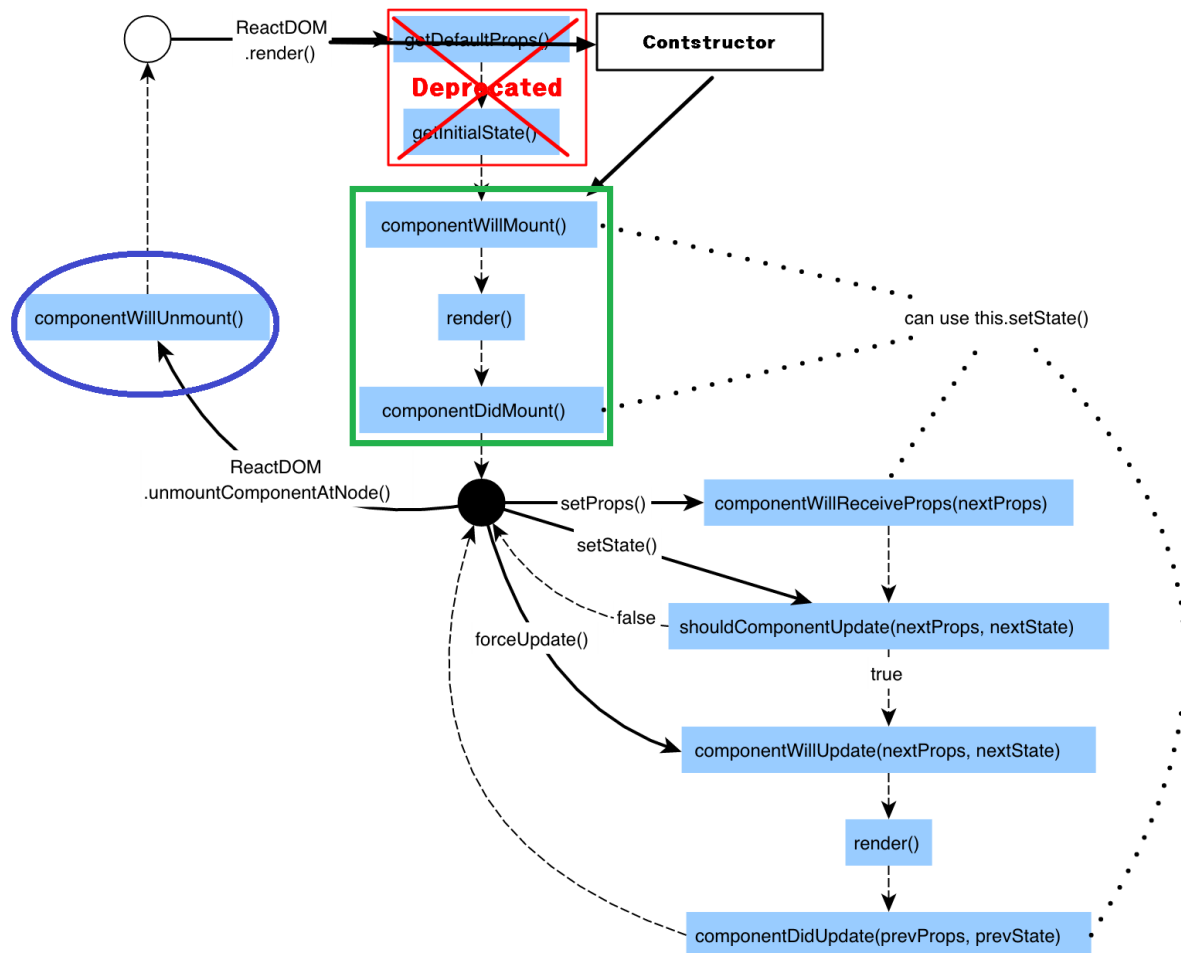 ReactDOM
.render()
getDefaultProps()
Contstructor
Deprecated
getInitialState()
componentWillMount()
componentWillUnmount()
render()
can use this.setState()
componentDidMount()
ReactDOM
.unmountComponentAtNode()
setProps()
componentWillReceiveProps(nextProps)
setState()
false
shouldComponentUpdate(nextProps, nextState)
forceUpdate()
true
componentWillUpdate(nextProps, nextState)
render()
componentDidUpdate(prevProps, prevState)